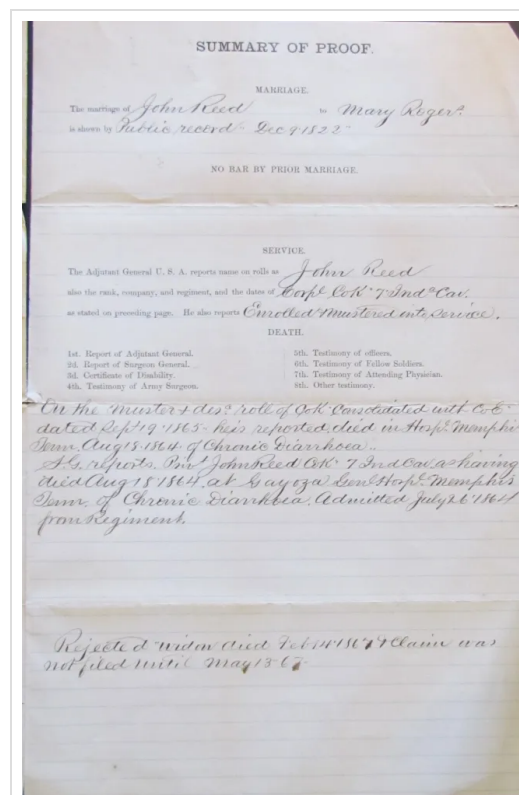 SUMMARY OF PROOF.
MARRIAGE.
The marriage of John Reed to Mary Rogers
is shown by Public record - Dec 9 1822
NO BAR BY PRIOR MARRIAGE.
SERVICE.
The Adjutant General U. S. A. reports name on rolls as John Reed
also the rank, company, and regiment, and the dates of Corpl Co K 7 Inda Cav.
as stated on preceding page. He also reports Enrolled & mustered into service.
DEATH.
1st. Report of Adjutant General.
2d. Report of Surgeon General.
3d. Certificate of Disability.
4th. Testimony of Army Surgeon.
5th. Testimony of officers.
6th. Testimony of Fellow Soldiers.
7th. Testimony of Attending Physician.
8th. Other testimony.
On the muster & des. role of Co K Consolidated with Co E
dated Sept 19 1865 - he is reported died in Hospl Memphis
Tenn. Aug 18 1864 of Chronic Diarrhoea.
S. G. reports Privt John Reed Co K 7 Ind Cav. as having
died Aug 18 1864, at Gayoza Genl Hospl Memphis
Tenn. of Chronic Diarrhoea. Admitted July 26 1864
from Regiment.
Rejected widow died Feb 14 1867 & Claim was
not filed until May 13 67